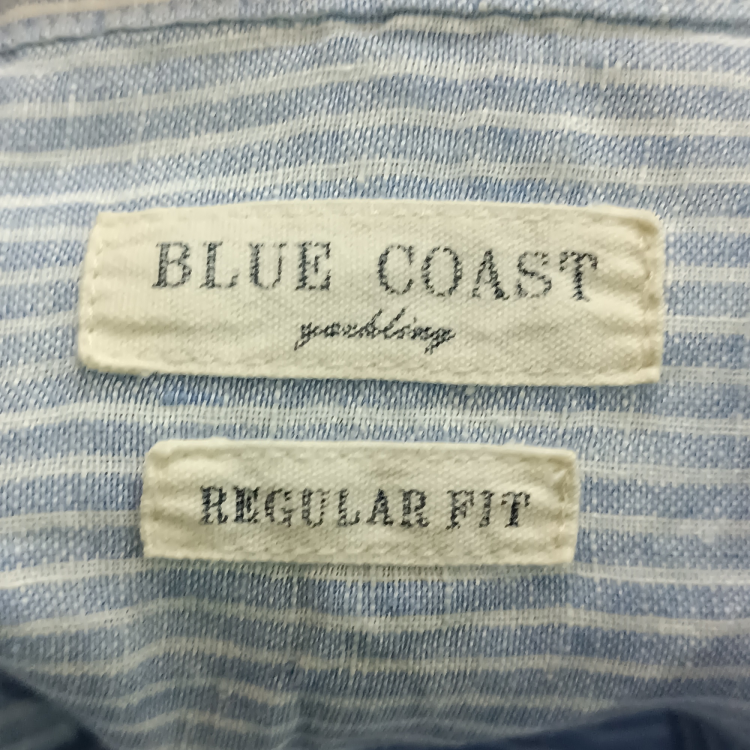 BLUE COAST
yachting
REGULAR FIT